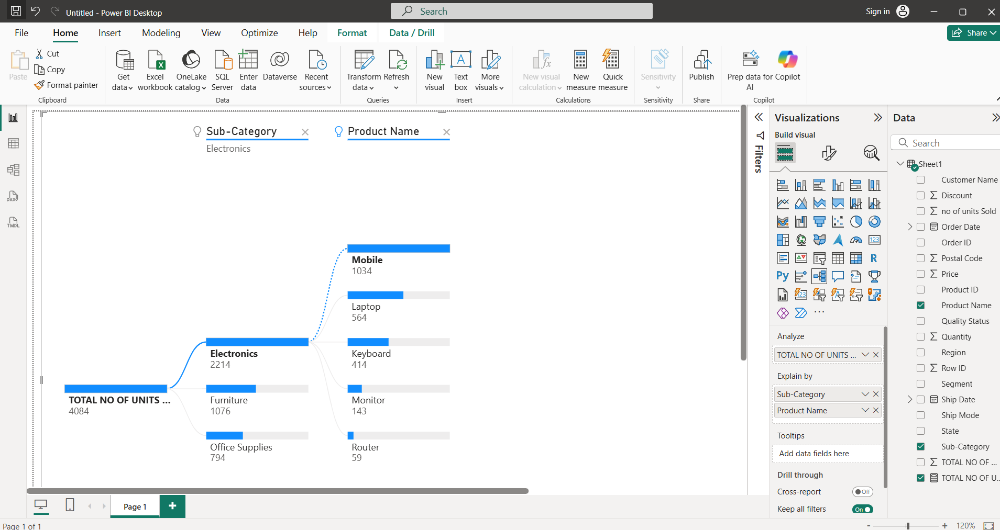 Untitled - Power BI Desktop
Search
Sign in
File
Home
Insert
Modeling
View
Optimize
Help
Format
Data / Drill
Share
Paste
Cut
Copy
Format painter
Clipboard
Get data
Excel workbook
OneLake catalog
SQL Server
Enter data
Dataverse
Recent sources
Data
Transform data
Refresh
Queries
New visual
Text box
More visuals
Insert
New visual calculation
New measure
Quick measure
Calculations
Sensitivity
Sensitivity
Publish
Share
Prep data for AI
Copilot
Copilot
DAX
TMDL
Sub-Category
Electronics
Product Name
Mobile
1034
Laptop
564
Keyboard
414
Monitor
143
Router
59
Electronics
2214
Furniture
1076
Office Supplies
794
TOTAL NO OF UNITS ...
4084
Filters
Visualizations
Build visual
123
R
Py
123
Analyze
TOTAL NO OF UNITS ...
Explain by
Sub-Category
Product Name
Tooltips
Add data fields here
Drill through
Cross-report
Off
Keep all filters
On
Data
Search
Sheet1
Customer Name
Discount
no of units Sold
Order Date
Order ID
Postal Code
Price
Product ID
Product Name
Quality Status
Quantity
Region
Row ID
Segment
Ship Date
Ship Mode
State
Sub-Category
TOTAL NO OF ...
TOTAL NO OF U...
Page 1
Page 1 of 1
- + 120%